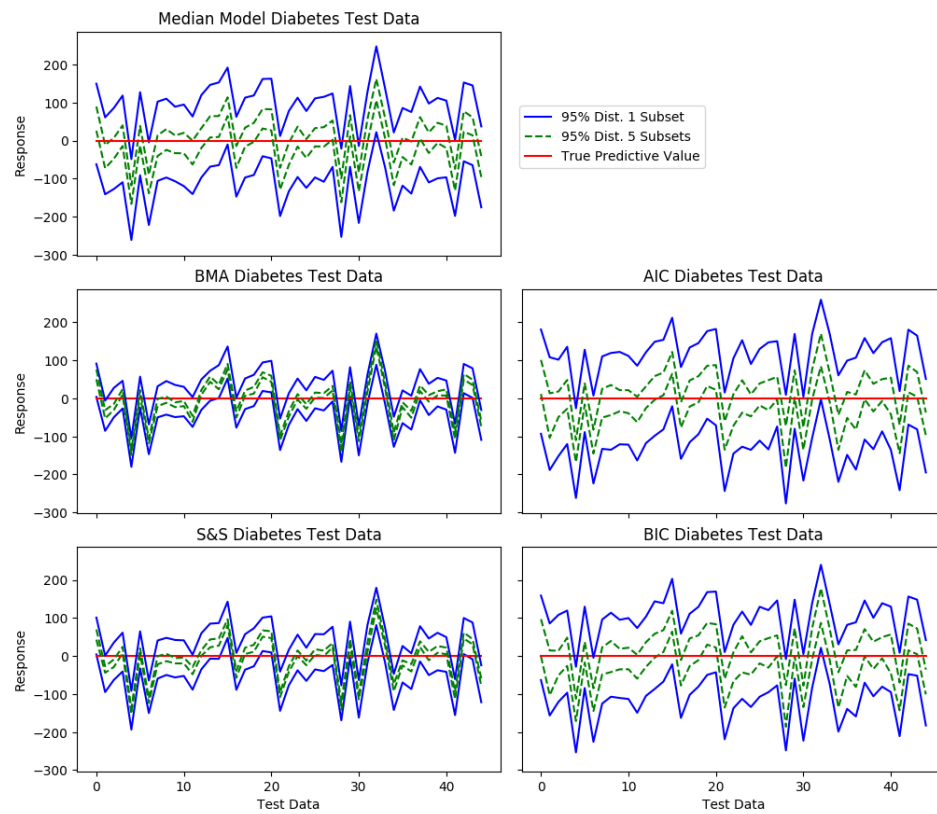 Median Model Diabetes Test Data
200
100
0
−100
−200
−300
Response
95% Dist. 1 Subset
95% Dist. 5 Subsets
True Predictive Value
BMA Diabetes Test Data
200
100
0
−100
−200
−300
Response
AIC Diabetes Test Data
S&S Diabetes Test Data
200
100
0
−100
−200
−300
Response
0 10 20 30 40
Test Data
BIC Diabetes Test Data
0 10 20 30 40
Test Data